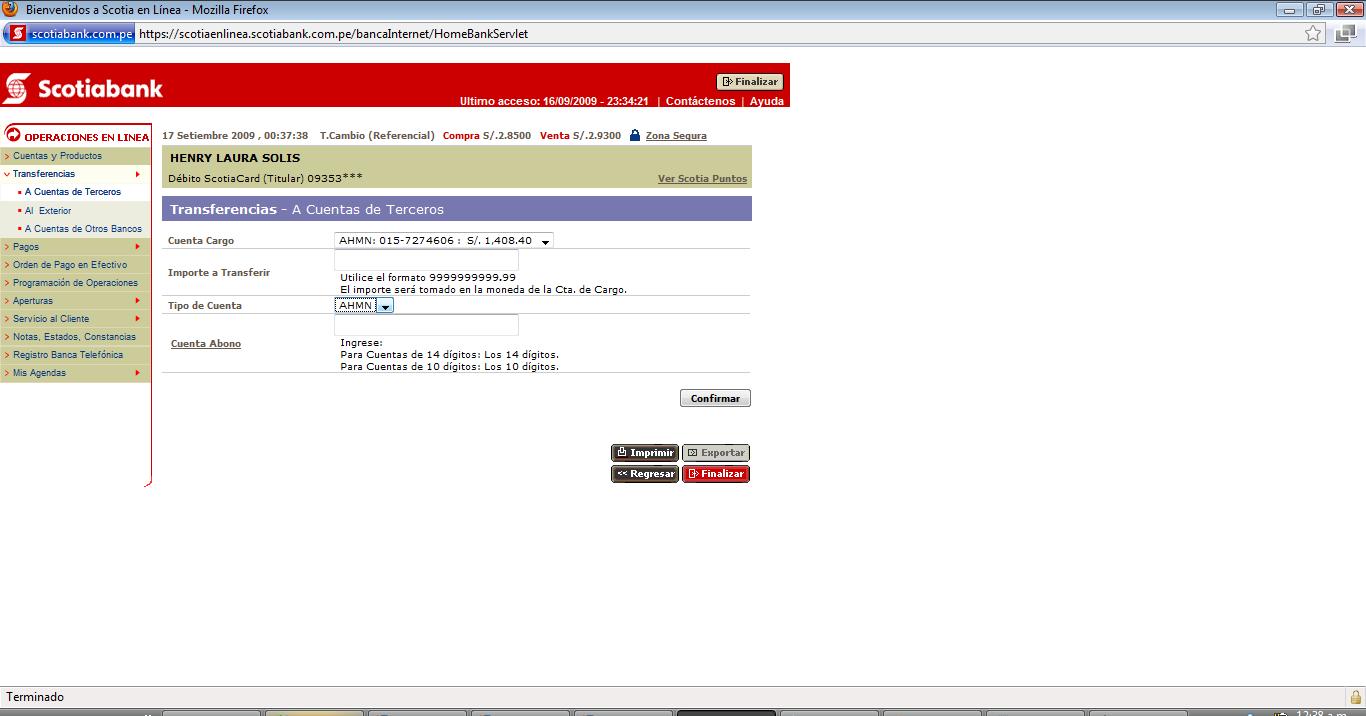 Bienvenidos a Scotia en Línea - Mozilla Firefox
scotiabank.com.pe https://scotiaenlinea.scotiabank.com.pe/bancaInternet/HomeBankServlet
Scotiabank
Finalizar
Ultimo acceso: 16/09/2009 - 23:34:21 | Contáctenos | Ayuda
OPERACIONES EN LINEA
Cuentas y Productos
Transferencias
A Cuentas de Terceros
Al Exterior
A Cuentas de Otros Bancos
Pagos
Orden de Pago en Efectivo
Programación de Operaciones
Aperturas
Servicio al Cliente
Notas, Estados, Constancias
Registro Banca Telefónica
Mis Agendas
17 Setiembre 2009 , 00:37:38 T.Cambio (Referencial) Compra S/.2.8500 Venta S/.2.9300 Zona Segura
HENRY LAURA SOLIS
Débito ScotiaCard (Titular) 09353*** Ver Scotia Puntos
Transferencias - A Cuentas de Terceros
Cuenta Cargo AHMN: 015-7274606 : S/. 1,408.40
Importe a Transferir
Utilice el formato 9999999999.99
El importe será tomado en la moneda de la Cta. de Cargo.
Tipo de Cuenta AHMN
Cuenta Abono
Ingrese:
Para Cuentas de 14 dígitos: Los 14 dígitos.
Para Cuentas de 10 dígitos: Los 10 dígitos.
Confirmar
Imprimir Exportar
<< Regresar Finalizar
Terminado
12:38 a.m.